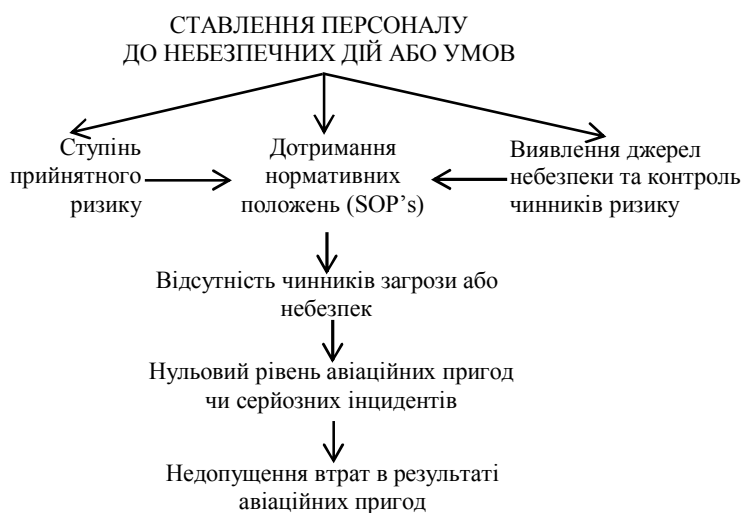 СТАВЛЕННЯ ПЕРСОНАЛУ
ДО НЕБЕЗПЕЧНИХ ДІЙ АБО УМОВ
Ступінь
прийнятного
ризику
Дотримання
нормативних
положень (SOP’s)
Виявлення джерел
небезпеки та контроль
чинників ризику
Відсутність чинників загрози або
небезпек
Нульовий рівень авіаційних пригод
чи серйозних інцидентів
Недопущення втрат в результаті
авіаційних пригод